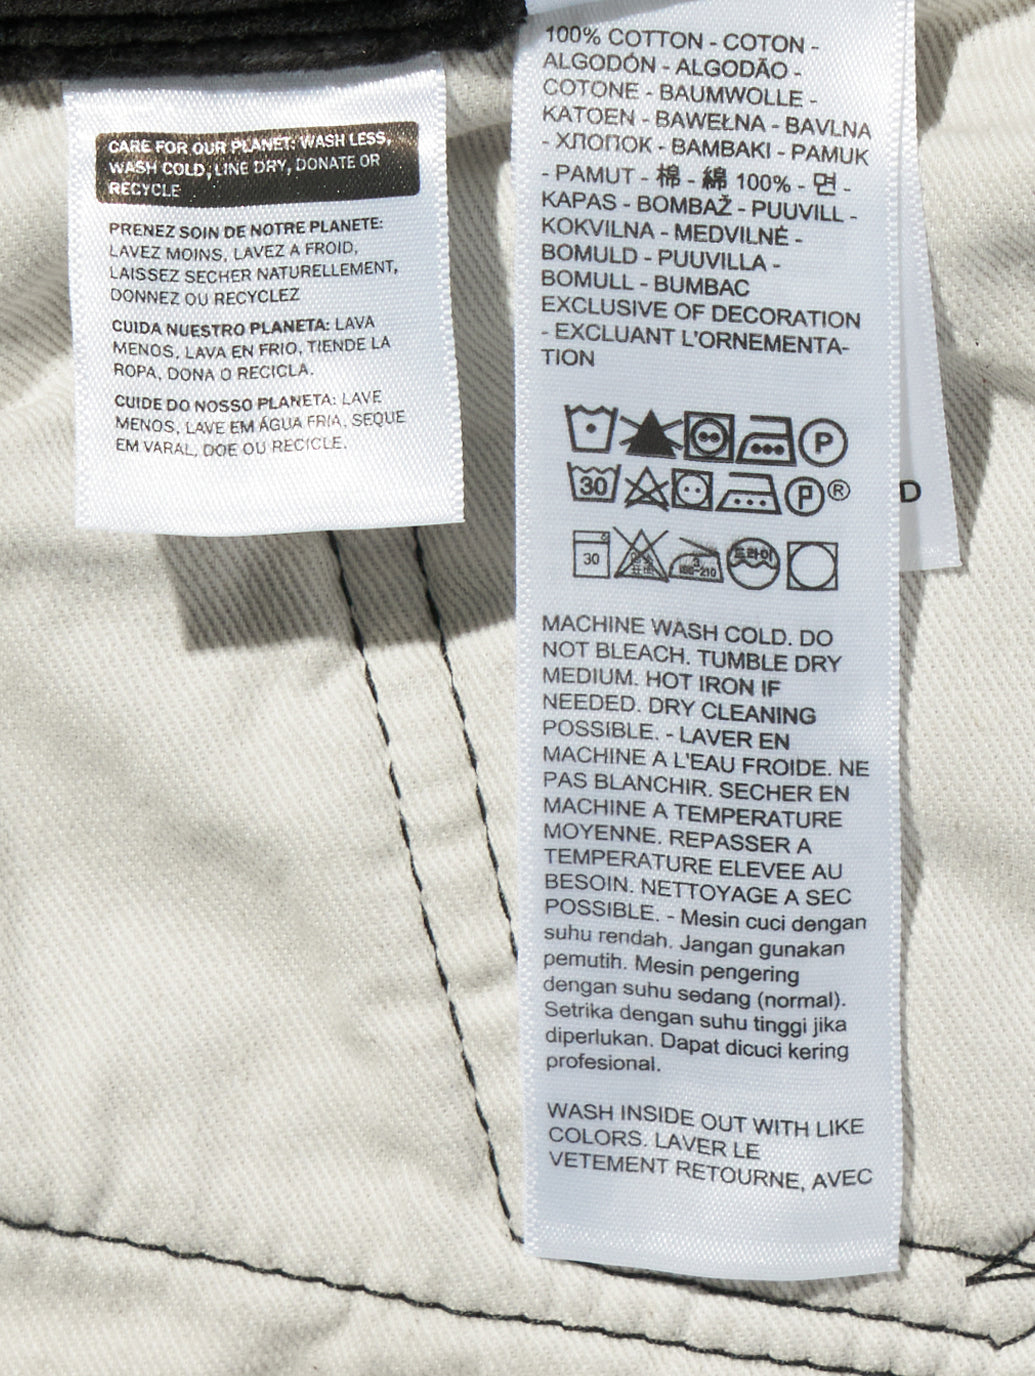 CARE FOR OUR PLANET: WASH LESS,
WASH COLD, LINE DRY, DONATE OR
RECYCLE
PRENEZ SOIN DE NOTRE PLANETE:
LAVEZ MOINS, LAVEZ A FROID,
LAISSEZ SECHER NATURELLEMENT,
DONNEZ OU RECYCLEZ
CUIDA NUESTRO PLANETA: LAVA
MENOS, LAVA EN FRIO, TIENDE LA
ROPA, DONA O RECICLA.
CUIDE DO NOSSO PLANETA: LAVE
MENOS, LAVE EM ÁGUA FRIA, SEQUE
EM VARAL, DOE OU RECICLE.
100% COTTON - COTON -
ALGODÓN - ALGODÃO -
COTONE - BAUMWOLLE -
KATOEN - BAWEŁNA - BAVLNA
- ХЛОПОК - BAMBAKI - PAMUK
- PAMUT - 棉 - 綿 100% - 면 -
KAPAS - BOMBAŽ - PUUVILL -
KOKVILNA - MEDVILNĖ -
BOMULD - PUUVILLA -
BOMULL - BUMBAC
EXCLUSIVE OF DECORATION
- EXCLUANT L'ORNEMENTA-
TION
P
30 P ®
D
30 3 180-210 드라이
MACHINE WASH COLD. DO
NOT BLEACH. TUMBLE DRY
MEDIUM. HOT IRON IF
NEEDED. DRY CLEANING
POSSIBLE. - LAVER EN
MACHINE A L'EAU FROIDE. NE
PAS BLANCHIR. SECHER EN
MACHINE A TEMPERATURE
MOYENNE. REPASSER A
TEMPERATURE ELEVEE AU
BESOIN. NETTOYAGE A SEC
POSSIBLE. - Mesin cuci dengan
suhu rendah. Jangan gunakan
pemutih. Mesin pengering
dengan suhu sedang (normal).
Setrika dengan suhu tinggi jika
diperlukan. Dapat dicuci kering
profesional.
WASH INSIDE OUT WITH LIKE
COLORS. LAVER LE
VETEMENT RETOURNE, AVEC